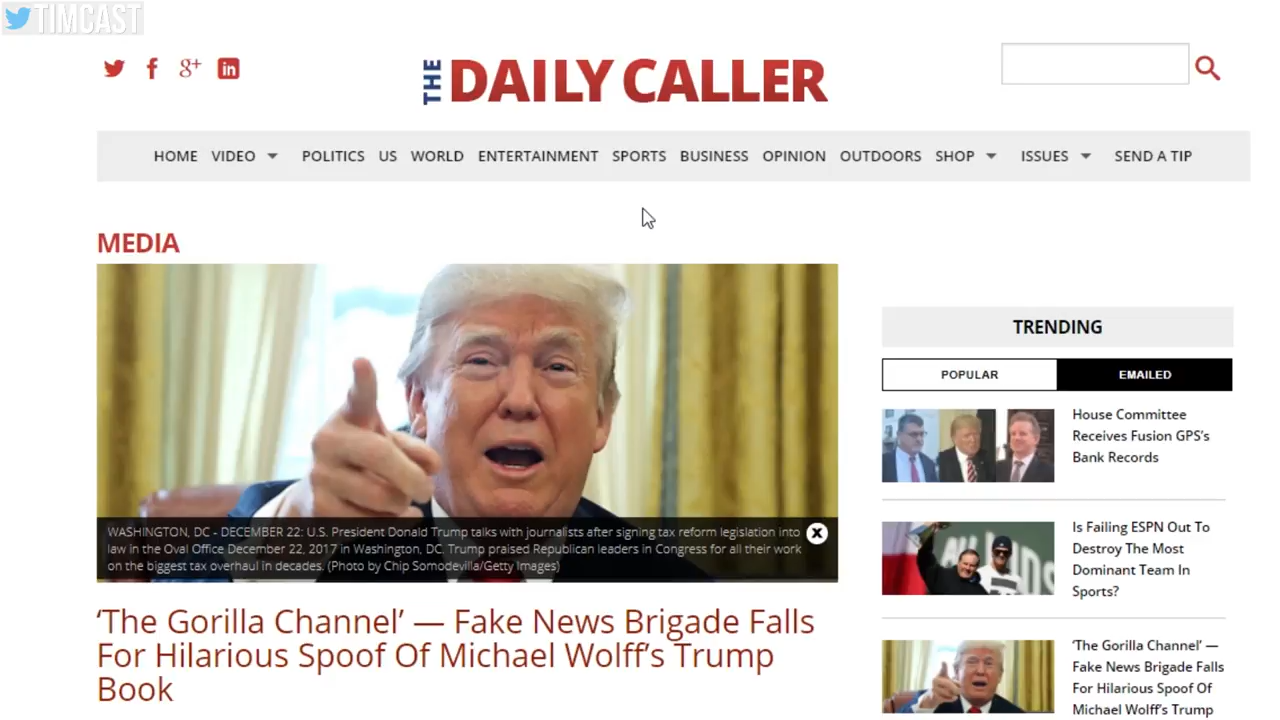 TIMCAST
THE DAILY CALLER
HOME VIDEO POLITICS US WORLD ENTERTAINMENT SPORTS BUSINESS OPINION OUTDOORS SHOP ISSUES SEND A TIP
MEDIA
WASHINGTON, DC - DECEMBER 22: U.S. President Donald Trump talks with journalists after signing tax reform legislation into
law in the Oval Office December 22, 2017 in Washington, DC. Trump praised Republican leaders in Congress for all their work
on the biggest tax overhaul in decades. (Photo by Chip Somodevilla/Getty Images)
‘The Gorilla Channel’ — Fake News Brigade Falls
For Hilarious Spoof Of Michael Wolff’s Trump
Book
TRENDING
POPULAR EMAILED
House Committee
Receives Fusion GPS’s
Bank Records
Is Failing ESPN Out To
Destroy The Most
Dominant Team In
Sports?
‘The Gorilla Channel’ —
Fake News Brigade Falls
For Hilarious Spoof Of
Michael Wolff’s Trump